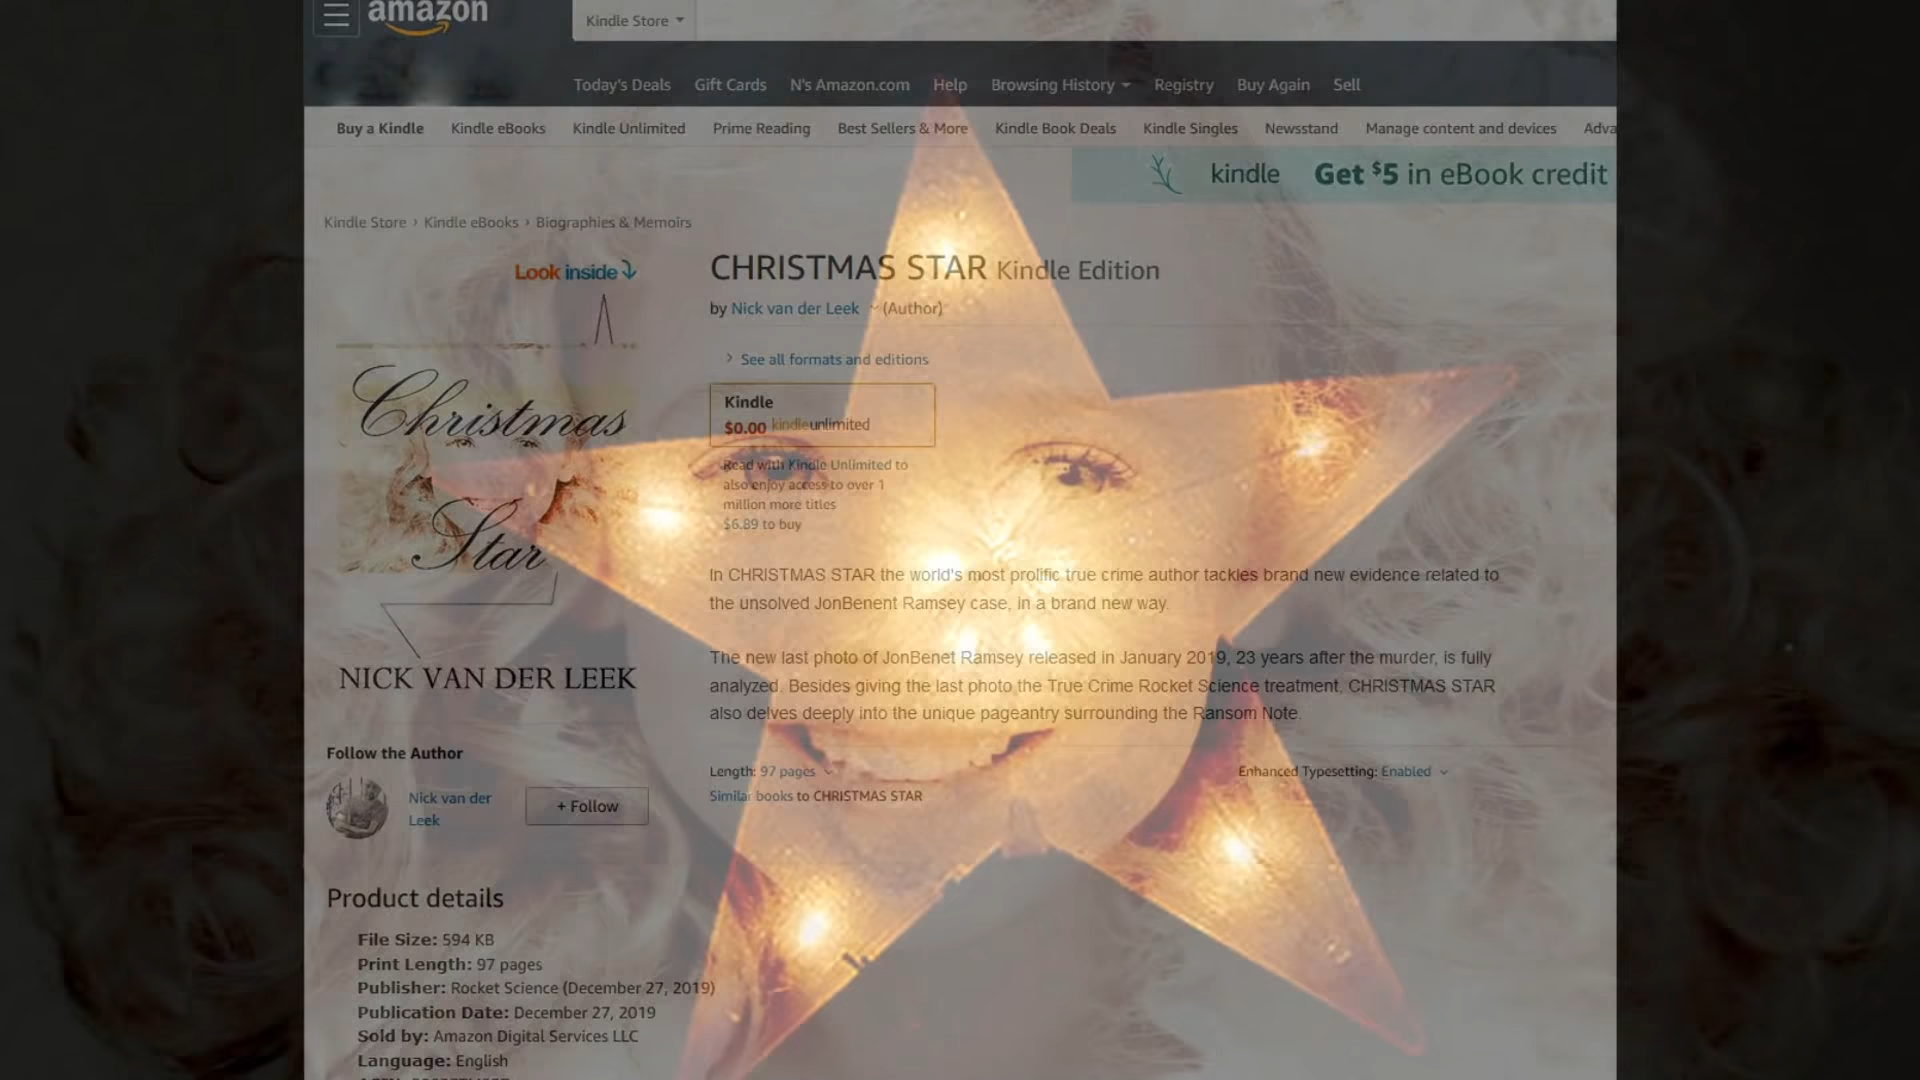 amazon
Kindle Store
Today's Deals Gift Cards N's Amazon.com Help Browsing History Registry Buy Again Sell
Buy a Kindle Kindle eBooks Kindle Unlimited Prime Reading Best Sellers & More Kindle Book Deals Kindle Singles Newsstand Manage content and devices Adva
kindle Get $5 in eBook credit
Kindle Store › Kindle eBooks › Biographies & Memoirs
Look inside
Christmas
Star
NICK VAN DER LEEK
CHRISTMAS STAR Kindle Edition
by Nick van der Leek (Author)
See all formats and editions
Kindle
$0.00 kindleunlimited
Read with Kindle Unlimited to
also enjoy access to over 1
million more titles
$6.89 to buy
In CHRISTMAS STAR the world's most prolific true crime author tackles brand new evidence related to
the unsolved JonBenent Ramsey case, in a brand new way.
The new last photo of JonBenet Ramsey released in January 2019, 23 years after the murder, is fully
analyzed. Besides giving the last photo the True Crime Rocket Science treatment, CHRISTMAS STAR
also delves deeply into the unique pageantry surrounding the Ransom Note.
Length: 97 pages
Enhanced Typesetting: Enabled
Similar books to CHRISTMAS STAR
Follow the Author
Nick van der
Leek
+ Follow
Product details
File Size: 594 KB
Print Length: 97 pages
Publisher: Rocket Science (December 27, 2019)
Publication Date: December 27, 2019
Sold by: Amazon Digital Services LLC
Language: English